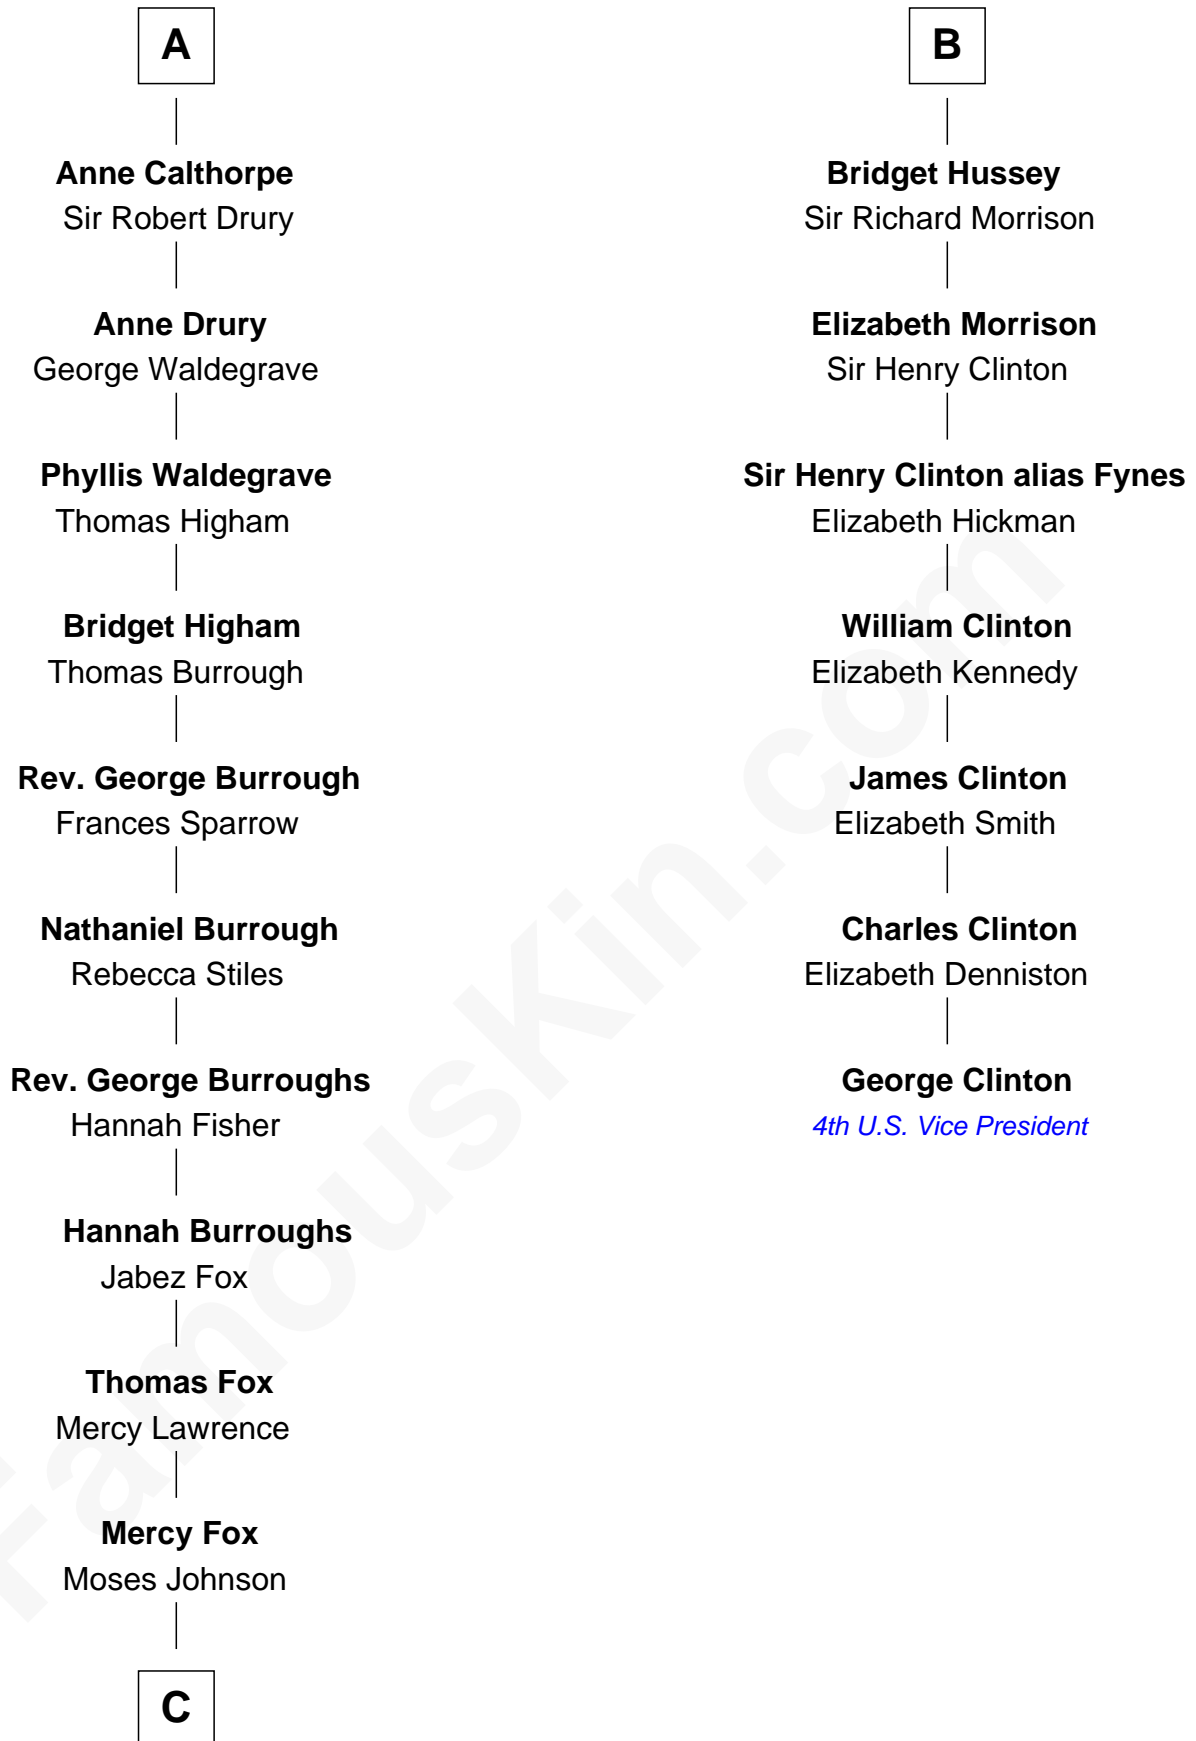 A
Anne Calthorpe
Sir Robert Drury
Anne Drury
George Waldegrave
Phyllis Waldegrave
Thomas Higham
Bridget Higham
Thomas Burrough
Rev. George Burrough
Frances Sparrow
Nathaniel Burrough
Rebecca Stiles
Rev. George Burroughs
Hannah Fisher
Hannah Burroughs
Jabez Fox
Thomas Fox
Mercy Lawrence
Mercy Fox
Moses Johnson
C
B
Bridget Hussey
Sir Richard Morrison
Elizabeth Morrison
Sir Henry Clinton
Sir Henry Clinton alias Fynes
Elizabeth Hickman
William Clinton
Elizabeth Kennedy
James Clinton
Elizabeth Smith
Charles Clinton
Elizabeth Denniston
George Clinton
4th U.S. Vice President
FamousKin.com